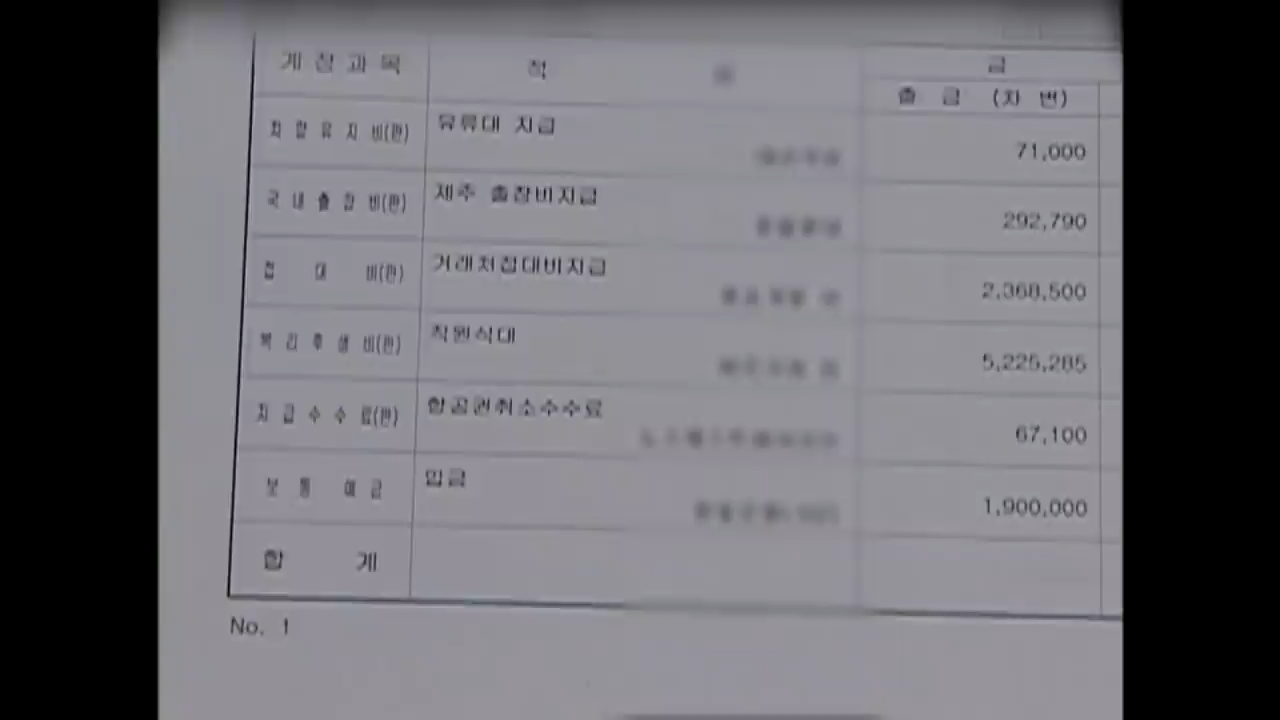 계 정 과 목 적 금
출 금 (차 변)
차 량 유 지 비(판) 유류대 지급 71,000
국 내 출 장 비(판) 제주 출장비지급 292,790
접 대 비(판) 거래처접대비지급 2,368,500
복 리 후 생 비(판) 직원식대 5,225,285
지 급 수 수 료(판) 항공권취소수수료 67,100
보 통 예 금 입금 1,900,000
합 계
No. 1